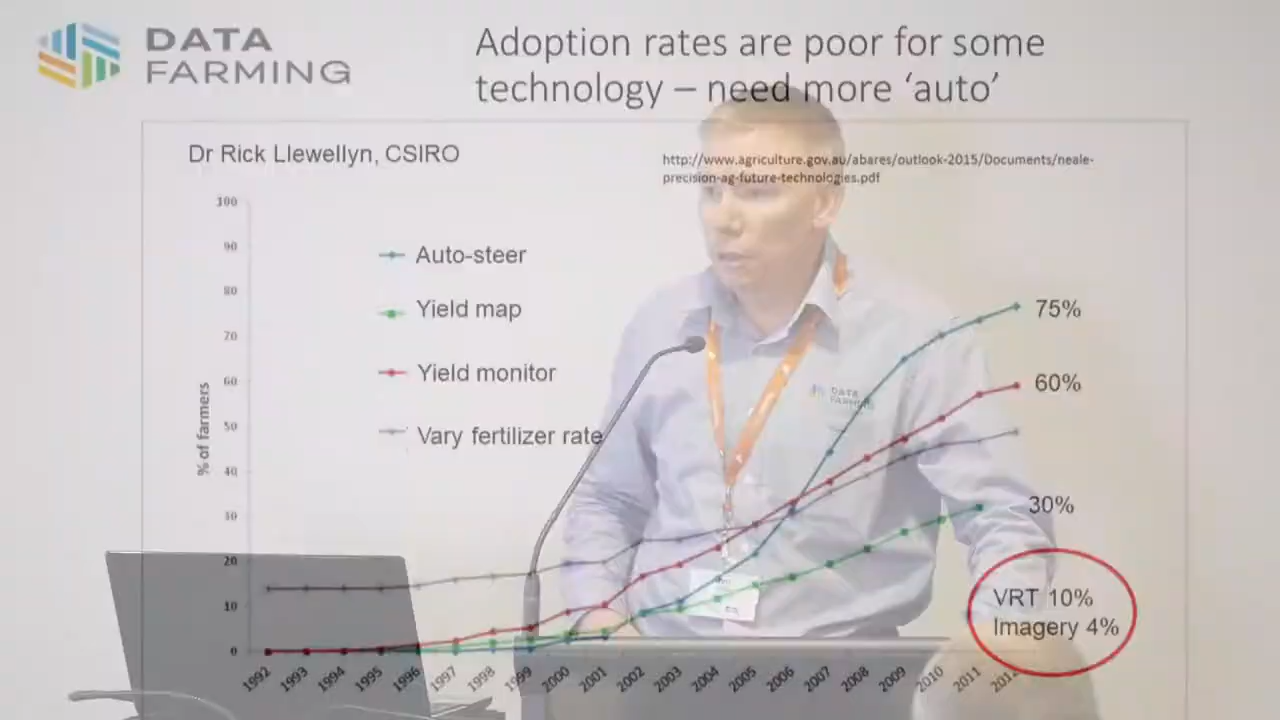 DATA
FARMING
Adoption rates are poor for some
technology – need more ‘auto’
Dr Rick Llewellyn, CSIRO
http://www.agriculture.gov.au/abares/outlook-2015/Documents/neale-
precision-ag-future-technologies.pdf
Auto-steer
Yield map
Yield monitor
Vary fertilizer rate
% of farmers
100
90
80
70
60
50
40
30
20
10
0
1992 1993 1994 1995 1996 1997 1998 1999 2000 2001 2002 2003 2004 2005 2006 2007 2008 2009 2010 2011
75%
60%
30%
VRT 10%
Imagery 4%
DATA
FARMING